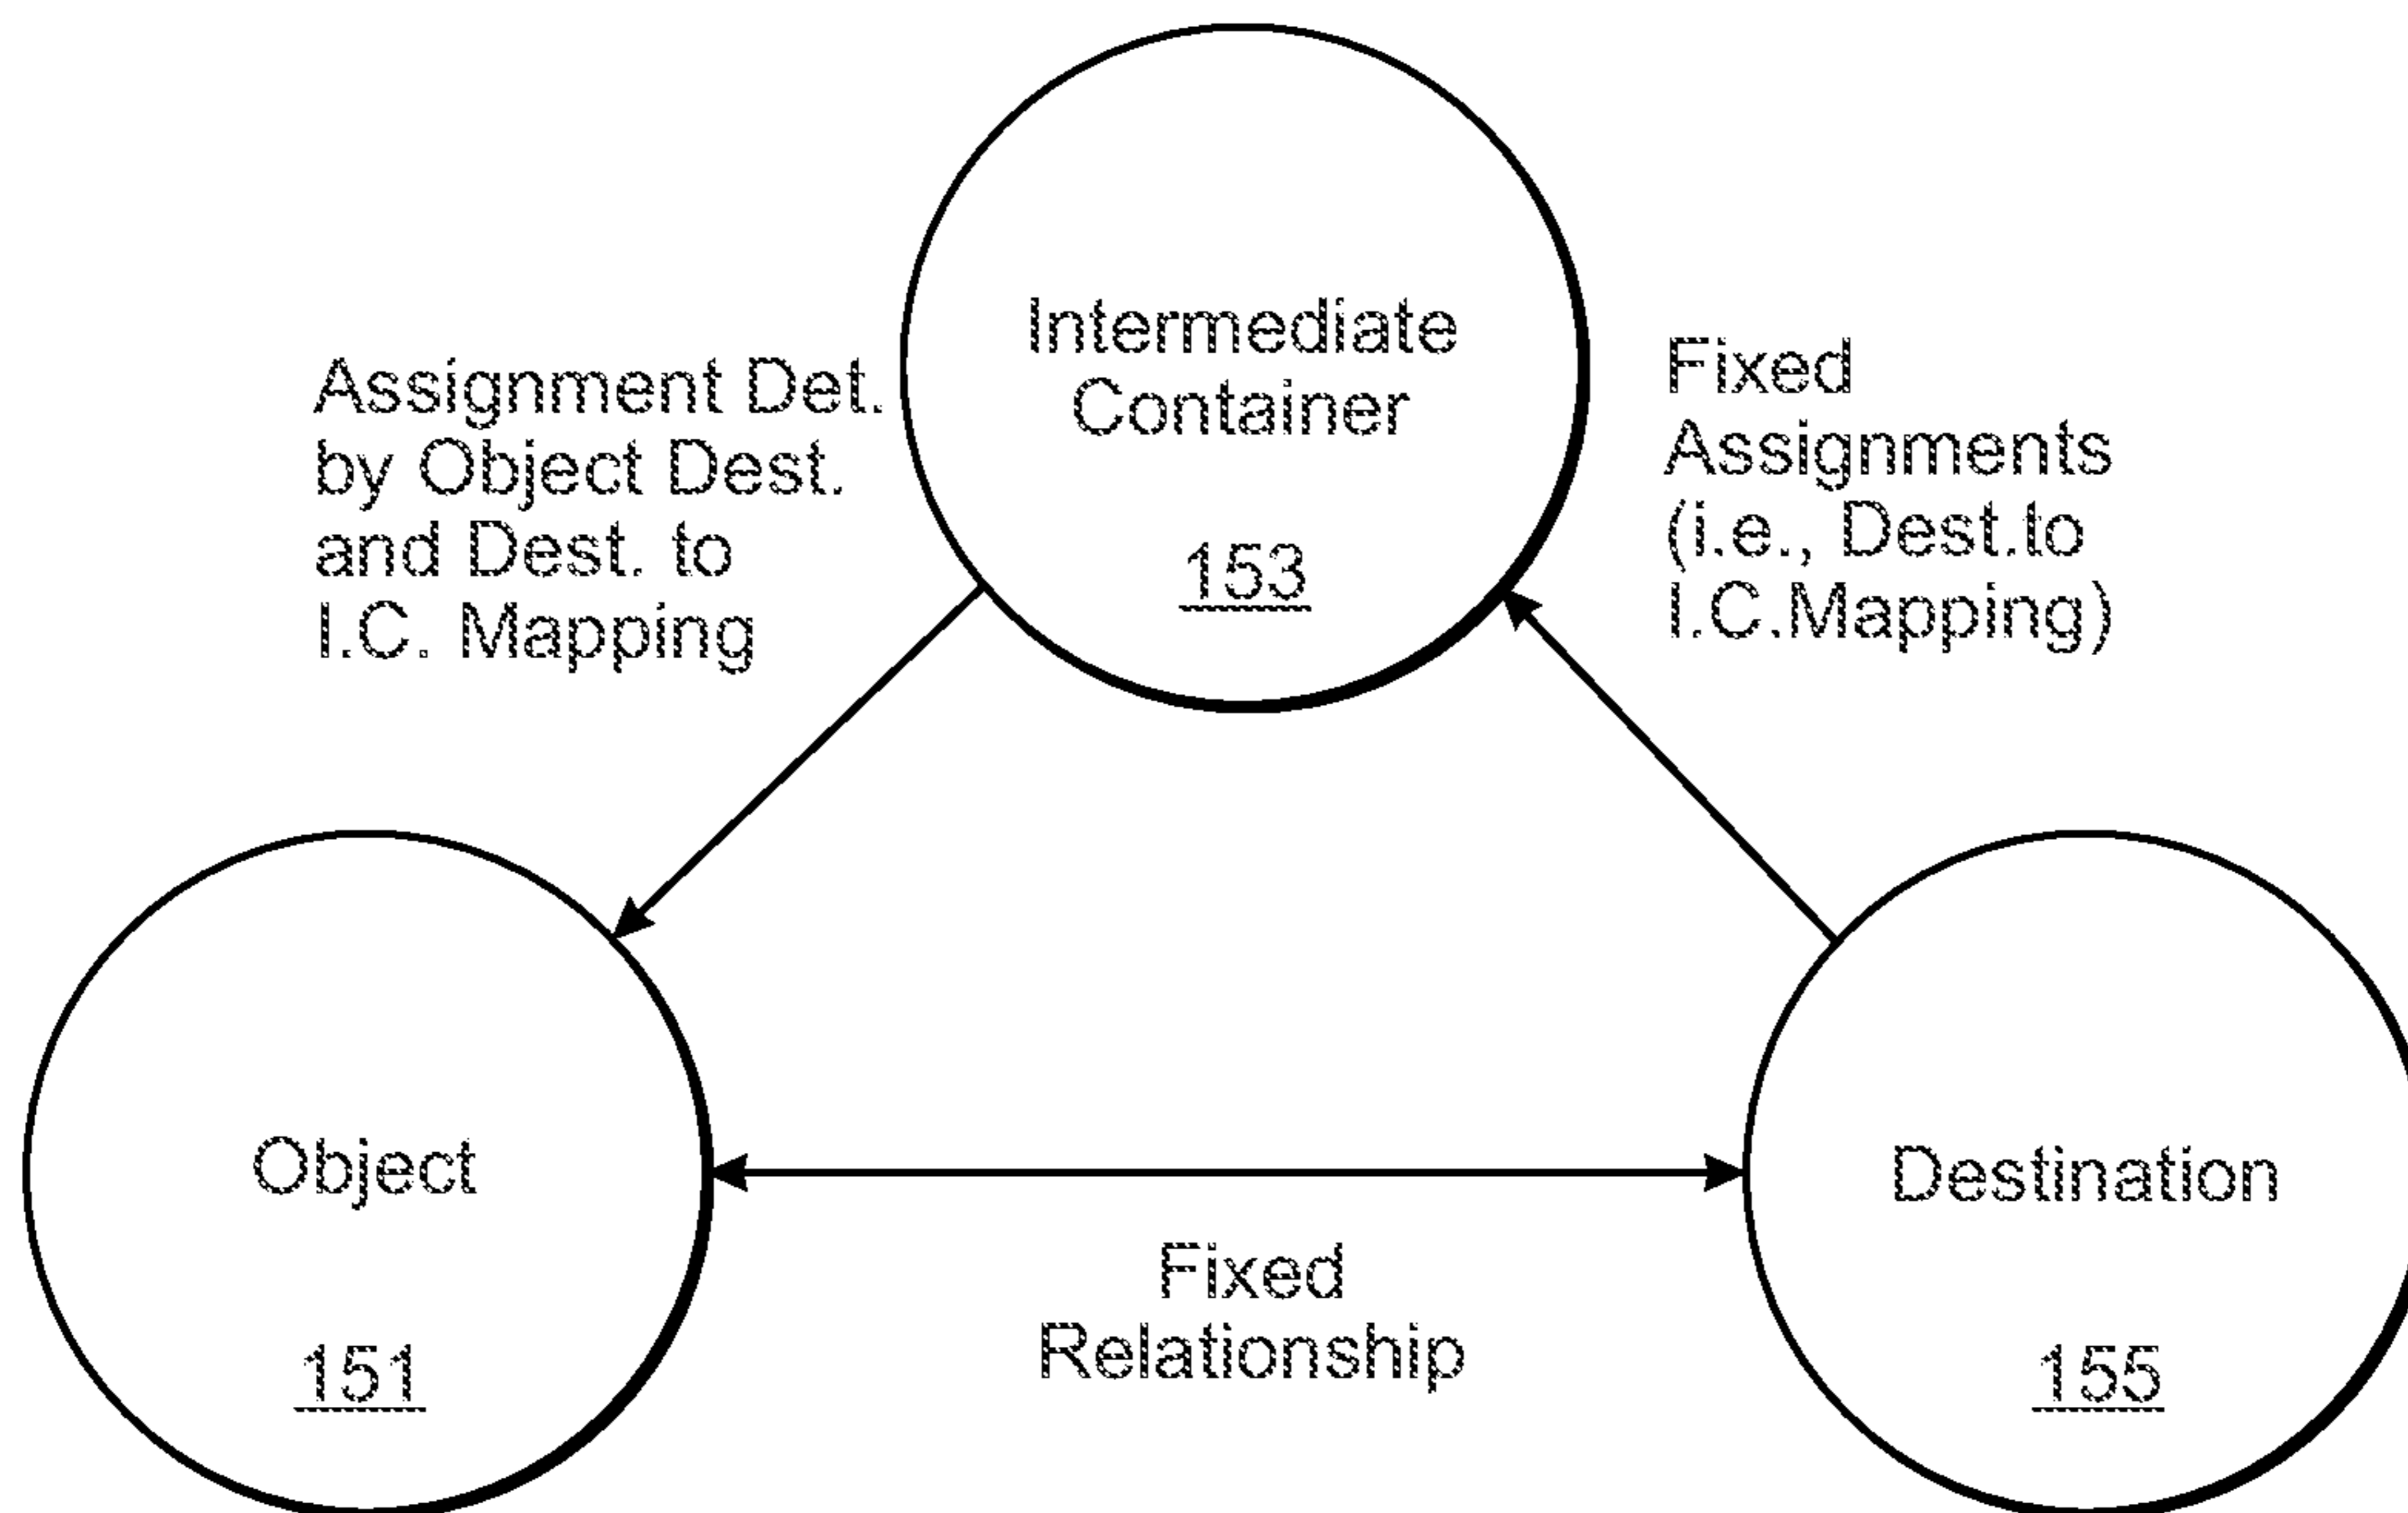 Intermediate
Container
153
Assignment Det.
by Object Dest.
and Dest. to
I.C. Mapping
Fixed
Assignments
(i.e., Dest.to
I.C.Mapping)
Object
151
Fixed
Relationship
Destination
155